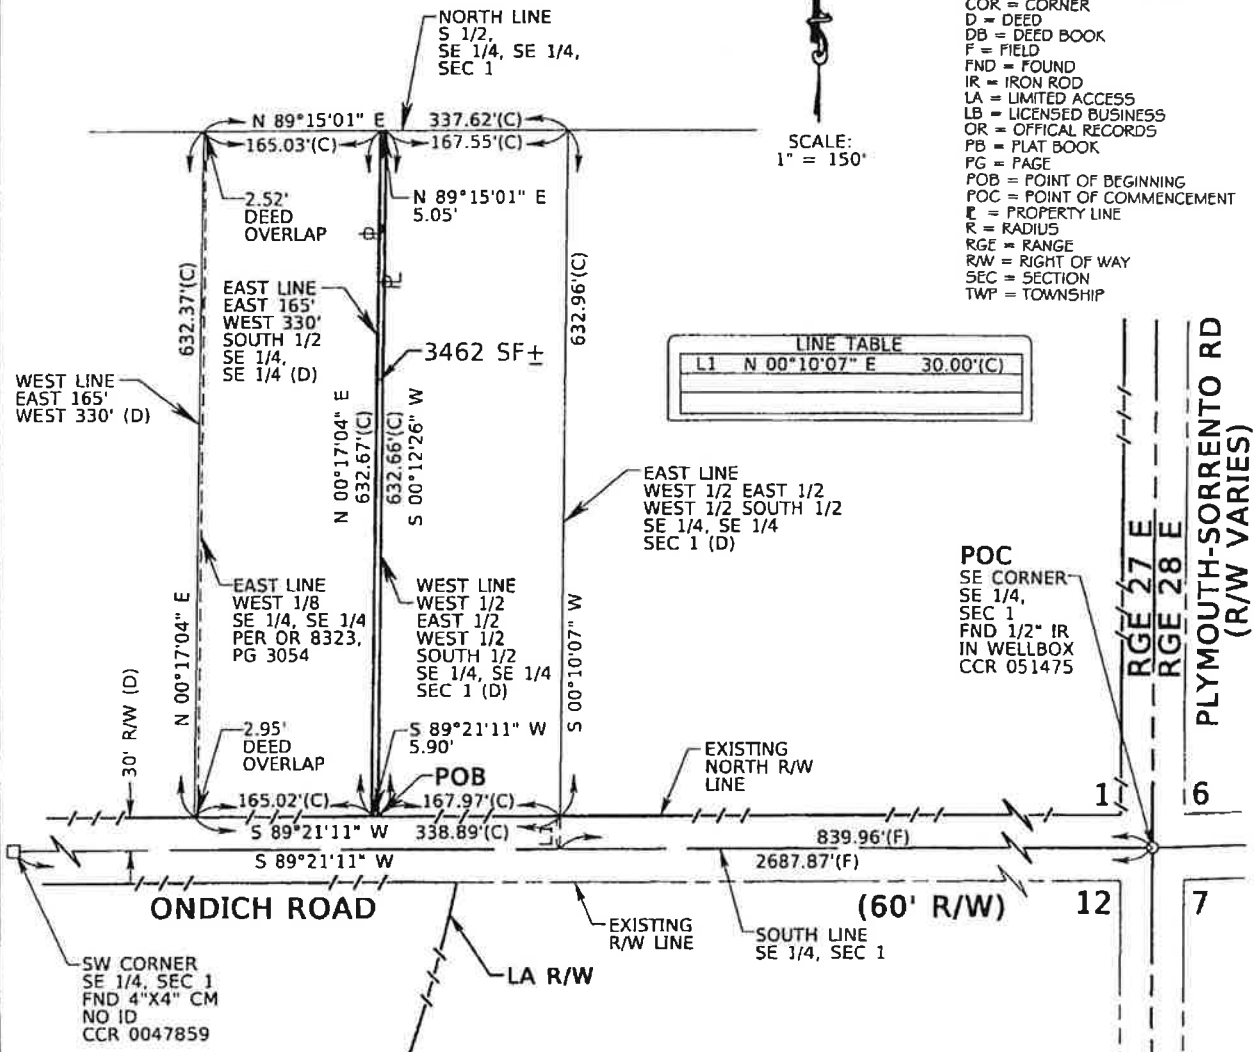 COR = CORNER
D = DEED
DB = DEED BOOK
F = FIELD
FND = FOUND
IR = IRON ROD
LA = LIMITED ACCESS
LB = LICENSED BUSINESS
OR = OFFICAL RECORDS
PB = PLAT BOOK
PG = PAGE
POB = POINT OF BEGINNING
POC = POINT OF COMMENCEMENT
= PROPERTY LINE
R = RADIUS
RGE = RANGE
R/W = RIGHT OF WAY
SEC = SECTION
TWP = TOWNSHIP
SCALE:
1" = 150'
NORTH LINE
S 1/2,
SE 1/4, SE 1/4,
SEC 1
N 89°15'01" E 337.62'(C)
165.03'(C)
167.55'(C)
2.52'
DEED
OVERLAP
N 89°15'01" E
5.05'
632.37'(C)
632.96'(C)
EAST LINE
EAST 165'
WEST 330'
SOUTH 1/2
SE 1/4,
SE 1/4 (D)
3462 SF±
WEST LINE
EAST 165'
WEST 330' (D)
N 00°17'04" E
632.67'(C)
632.66'(C)
S 00°12'26" W
LINE TABLE
L1 N 00°10'07" E 30.00'(C)
EAST LINE
WEST 1/2 EAST 1/2
WEST 1/2 SOUTH 1/2
SE 1/4, SE 1/4
SEC 1 (D)
PLYMOUTH-SORRENTO RD
(R/W VARIES)
RGE 27 E
RGE 28 E
POC
SE CORNER
SE 1/4,
SEC 1
FND 1/2" IR
IN WELLBOX
CCR 051475
EAST LINE
WEST 1/8
SE 1/4, SE 1/4
PER OR 8323,
PG 3054
WEST LINE
WEST 1/2
EAST 1/2
WEST 1/2
SOUTH 1/2
SE 1/4, SE 1/4
SEC 1 (D)
N 00°17'04" E
S 00°10'07" W
30' R/W (D)
2.95'
DEED
OVERLAP
S 89°21'11" W
5.90'
POB
EXISTING
NORTH R/W
LINE
1
6
165.02'(C)
167.97'(C)
S 89°21'11" W 338.89'(C)
L1
839.96'(F)
S 89°21'11" W
2687.87'(F)
ONDICH ROAD
(60' R/W)
12
7
EXISTING
R/W LINE
SOUTH LINE
SE 1/4, SEC 1
LA R/W
SW CORNER
SE 1/4, SEC 1
FND 4"X4" CM
NO ID
CCR 0047859